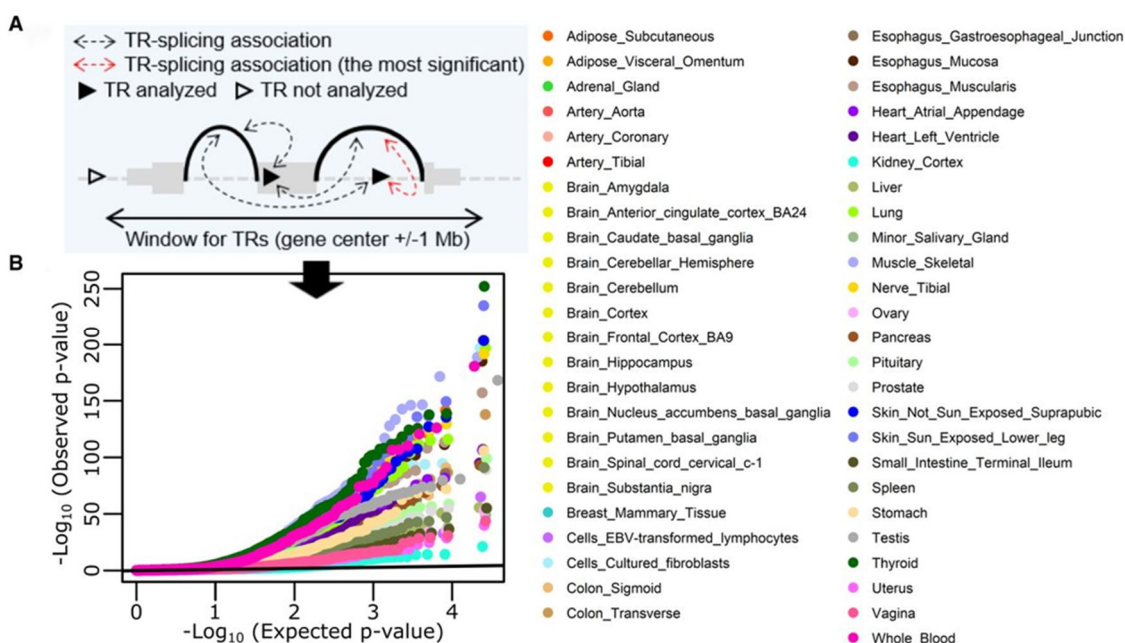 A
TR-splicing association
TR-splicing association (the most significant)
TR analyzed TR not analyzed
Window for TRs (gene center +/-1 Mb)
B
-Log10 (Observed p-value)
250
200
150
100
50
0
0 1 2 3 4
-Log10 (Expected p-value)
Adipose_Subcutaneous
Adipose_Visceral_Omentum
Adrenal_Gland
Artery_Aorta
Artery_Coronary
Artery_Tibial
Brain_Amygdala
Brain_Anterior_cingulate_cortex_BA24
Brain_Caudate_basal_ganglia
Brain_Cerebellar_Hemisphere
Brain_Cerebellum
Brain_Cortex
Brain_Frontal_Cortex_BA9
Brain_Hippocampus
Brain_Hypothalamus
Brain_Nucleus_accumbens_basal_ganglia
Brain_Putamen_basal_ganglia
Brain_Spinal_cord_cervical_c-1
Brain_Substantia_nigra
Breast_Mammary_Tissue
Cells_EBV-transformed_lymphocytes
Cells_Cultured_fibroblasts
Colon_Sigmoid
Colon_Transverse
Esophagus_Gastroesophageal_Junction
Esophagus_Mucosa
Esophagus_Muscularis
Heart_Atrial_Appendage
Heart_Left_Ventricle
Kidney_Cortex
Liver
Lung
Minor_Salivary_Gland
Muscle_Skeletal
Nerve_Tibial
Ovary
Pancreas
Pituitary
Prostate
Skin_Not_Sun_Exposed_Suprapubic
Skin_Sun_Exposed_Lower_leg
Small_Intestine_Terminal_Ileum
Spleen
Stomach
Testis
Thyroid
Uterus
Vagina
Whole_Blood